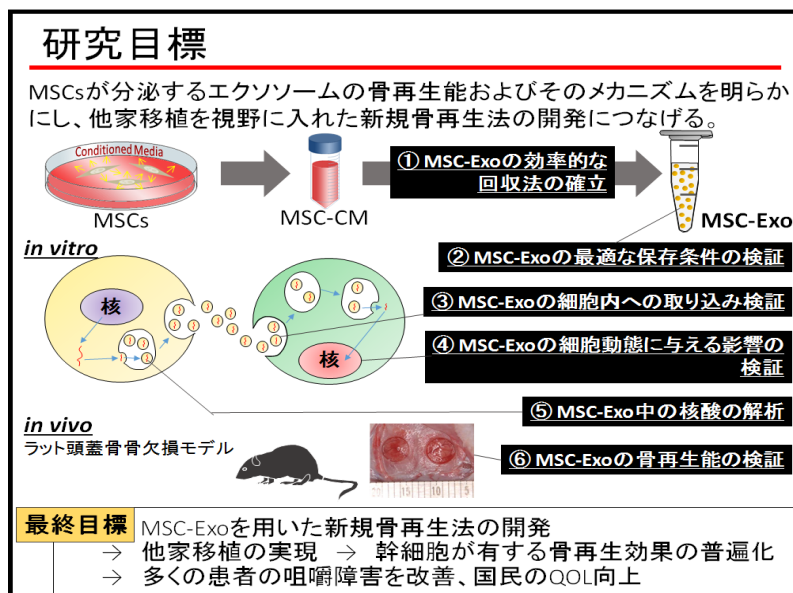 研究目標
MSCsが分泌するエクソソームの骨再生能およびそのメカニズムを明らか
にし、他家移植を視野に入れた新規骨再生法の開発につなげる。
Conditioned Media
MSCs
MSC-CM
① MSC-Exoの効率的な
回収法の確立
MSC-Exo
in vitro
② MSC-Exoの最適な保存条件の検証
核
③ MSC-Exoの細胞内への取り込み検証
核
④ MSC-Exoの細胞動態に与える影響の
検証
⑤ MSC-Exo中の核酸の解析
in vivo
ラット頭蓋骨骨欠損モデル
⑥ MSC-Exoの骨再生能の検証
20 15 10 5
最終目標
MSC-Exoを用いた新規骨再生法の開発
→ 他家移植の実現 → 幹細胞が有する骨再生効果の普遍化
→ 多くの患者の咀嚼障害を改善、国民のQOL向上